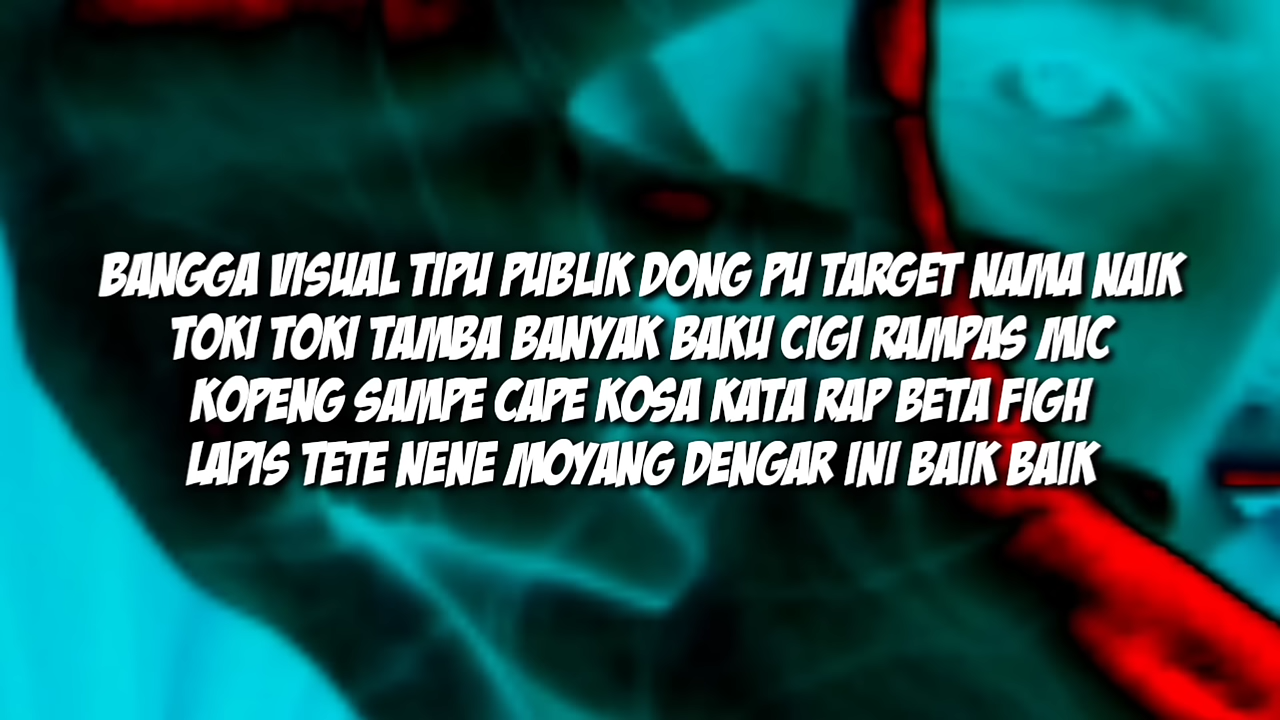 BANGGA VISUAL TIPU PUBLIK DONG PU TARGET NAMA NAIK
TOKI TOKI TAMBA BANYAK BAKU CIGI RAMPAS MIC
KOPENG SAMPE CAPE KOSA KATA RAP BETA FIGH
LAPIS TETE NENE MOYANG DENGAR INI BAIK BAIK